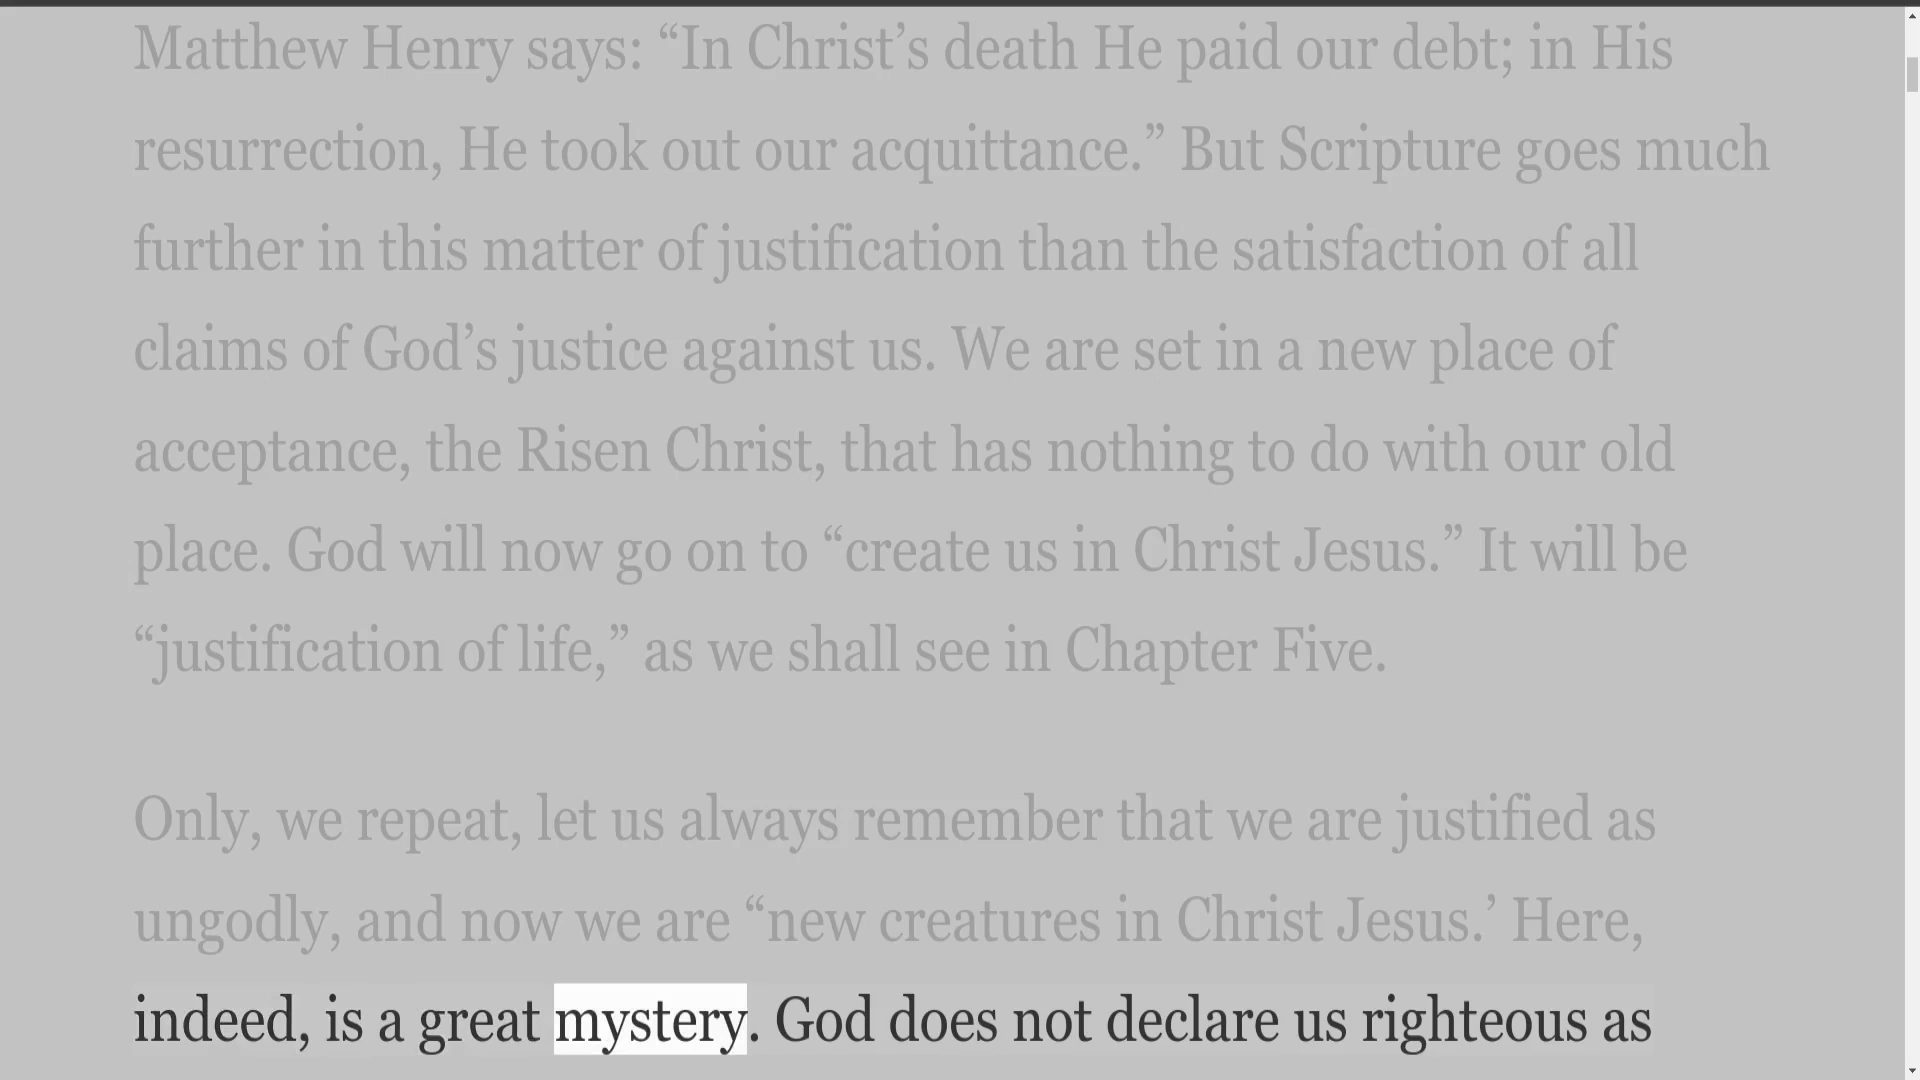 Matthew Henry says: “In Christ’s death He paid our debt; in His
resurrection, He took out our acquittance.” But Scripture goes much
further in this matter of justification than the satisfaction of all
claims of God’s justice against us. We are set in a new place of
acceptance, the Risen Christ, that has nothing to do with our old
place. God will now go on to “create us in Christ Jesus.” It will be
“justification of life,” as we shall see in Chapter Five.
Only, we repeat, let us always remember that we are justified as
ungodly, and now we are “new creatures in Christ Jesus.’ Here,
indeed, is a great mystery. God does not declare us righteous as